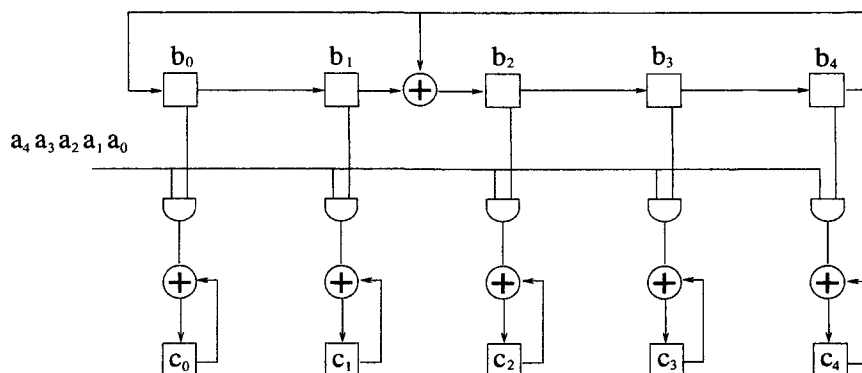 b₀ b₁ b₂ b₃ b₄
a₄ a₃ a₂ a₁ a₀
c₀ c₁ c₂ c₃ c₄